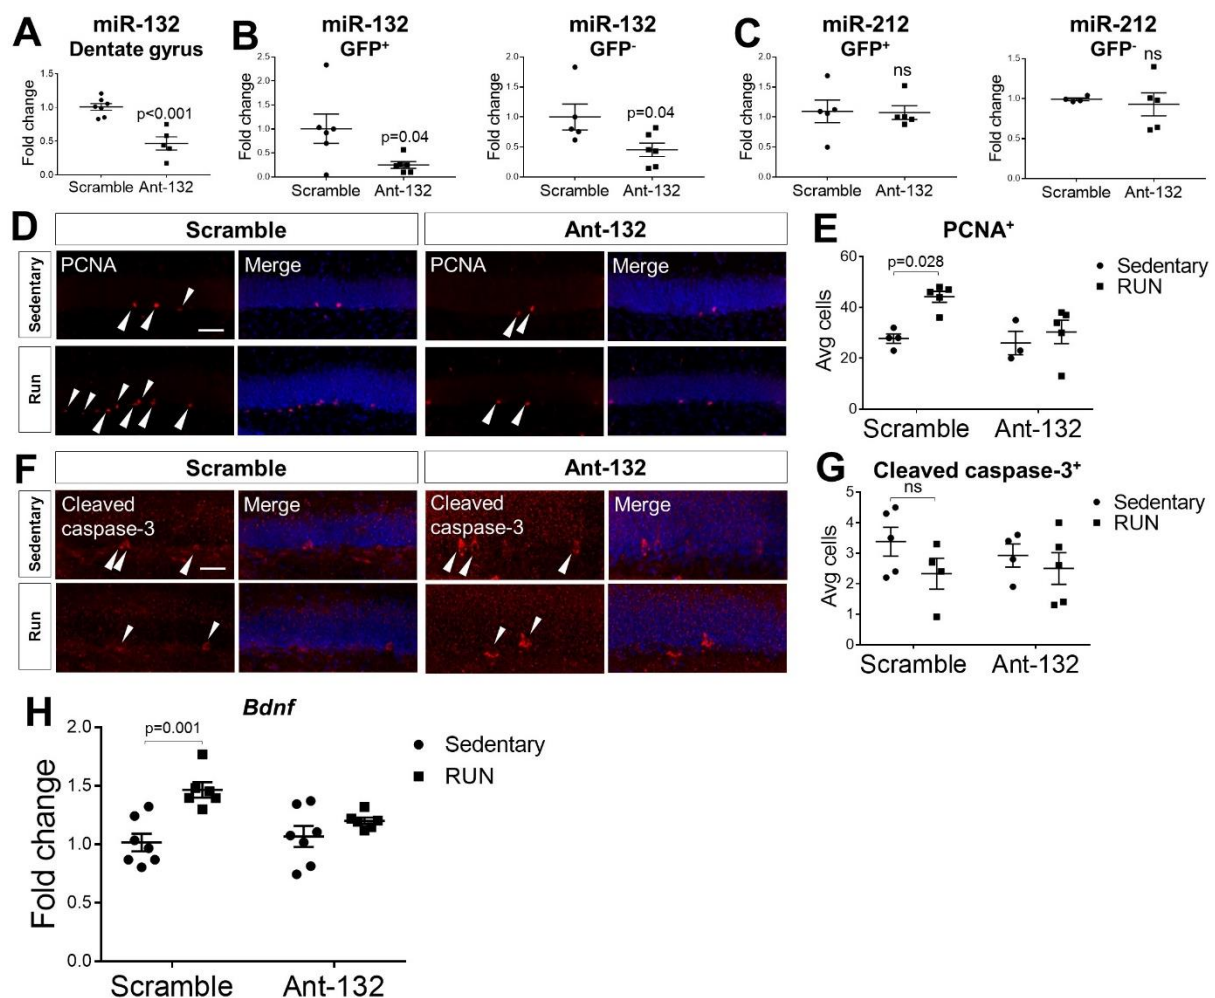 A
miR-132
Dentate gyrus
Fold change
1.5
1.0
0.5
0.0
p<0.001
Scramble Ant-132
B
miR-132
GFP+
Fold change
2.5
2.0
1.5
1.0
0.5
0.0
p=0.04
Scramble Ant-132
miR-132
GFP-
Fold change
2.5
2.0
1.5
1.0
0.5
0.0
p=0.04
Scramble Ant-132
C
miR-212
GFP+
Fold change
2.0
1.5
1.0
0.5
0.0
ns
Scramble Ant-132
miR-212
GFP-
Fold change
1.5
1.0
0.5
0.0
ns
Scramble Ant-132
D
Scramble
Ant-132
Sedentary
Run
PCNA
Merge
PCNA
Merge
E
PCNA+
Avg cells
60
40
20
0
p=0.028
Sedentary
RUN
Scramble Ant-132
F
Scramble
Ant-132
Sedentary
Run
Cleaved
caspase-3
Merge
Cleaved
caspase-3
Merge
G
Cleaved caspase-3+
Avg cells
5
4
3
2
1
0
ns
Sedentary
RUN
Scramble Ant-132
H
Bdnf
Fold change
2.0
1.5
1.0
0.5
0.0
p=0.001
Sedentary
RUN
Scramble Ant-132